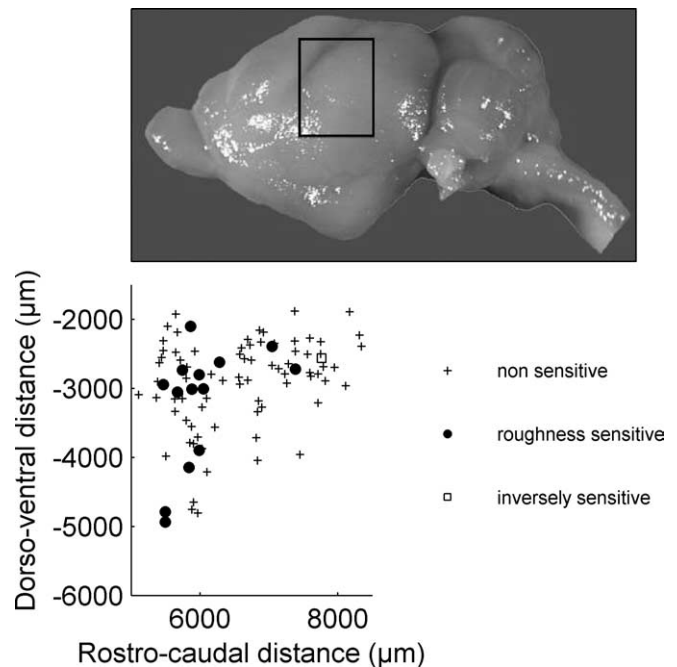 Dorso-ventral distance (µm)
-2000
-3000
-4000
-5000
-6000
6000
8000
Rostro-caudal distance (µm)
non sensitive
roughness sensitive
inversely sensitive